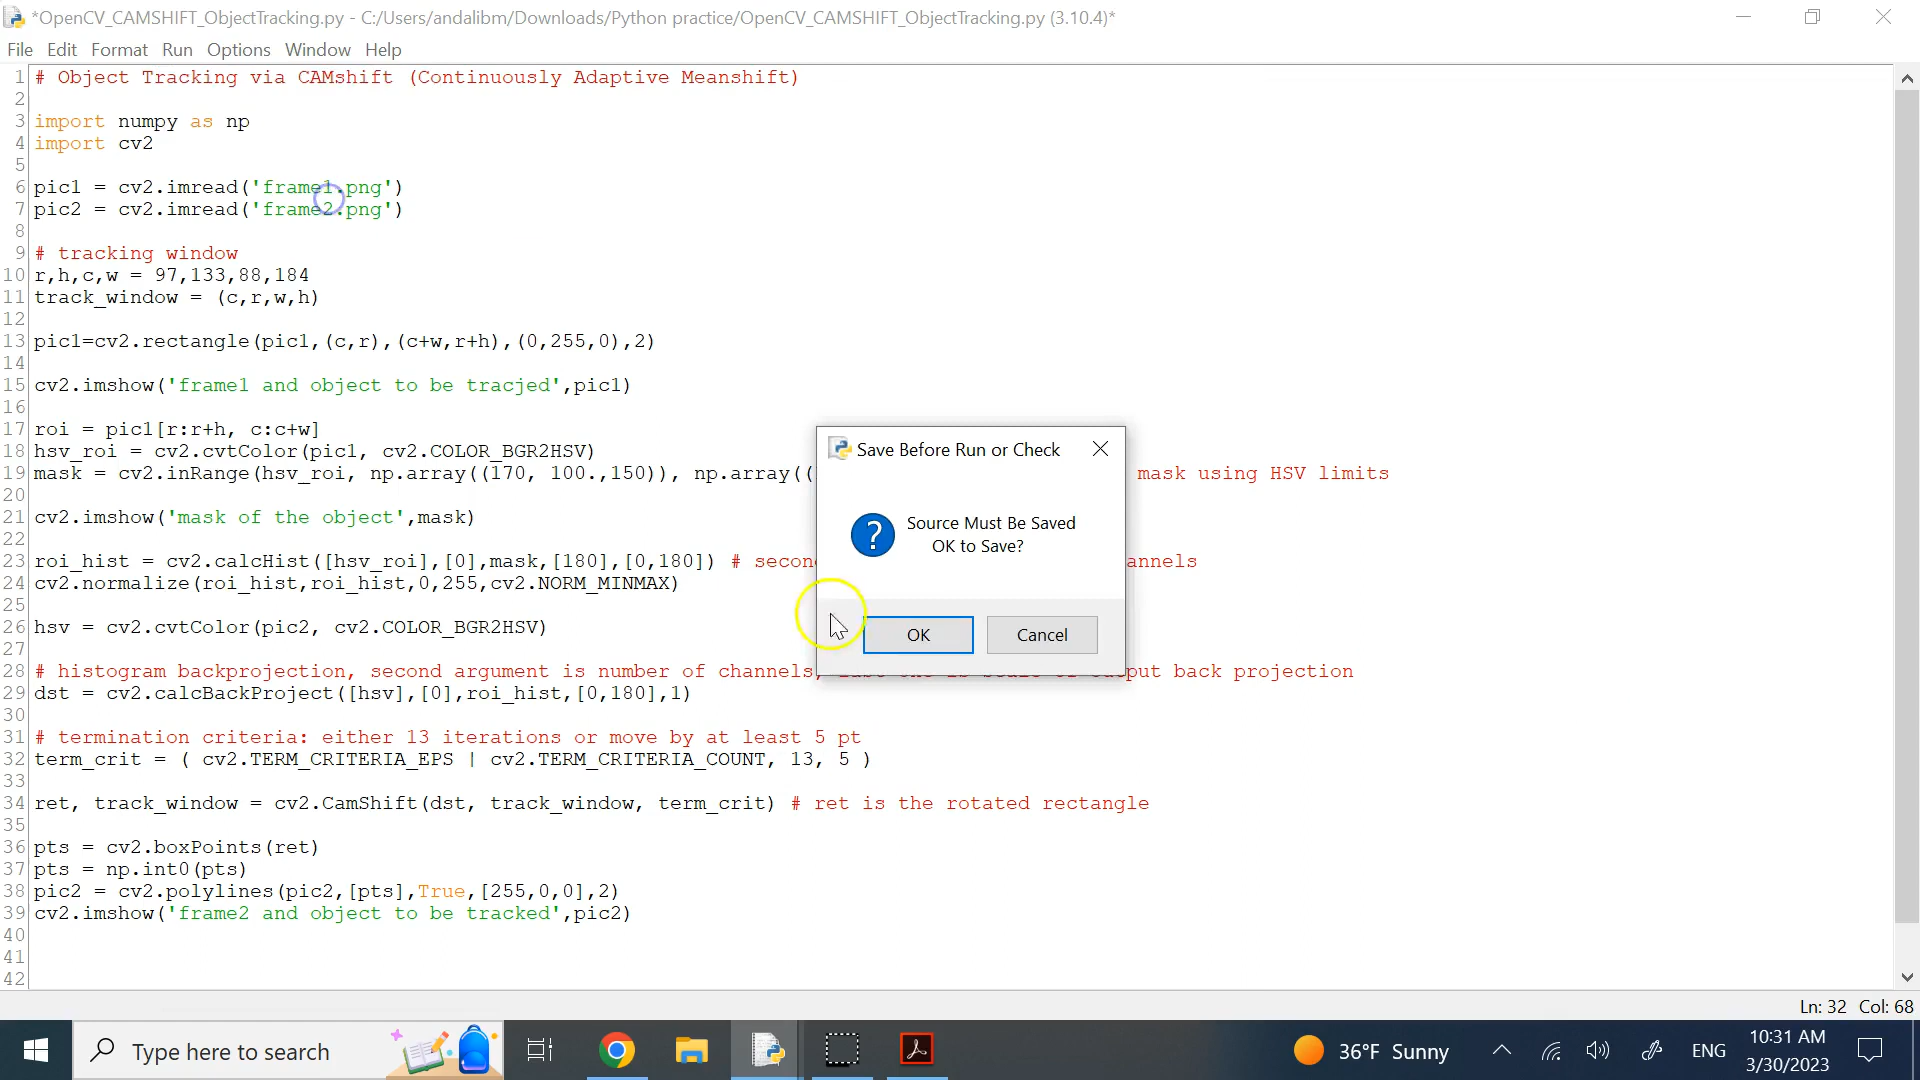 *OpenCV_CAMSHIFT_ObjectTracking.py - C:/Users/andalibm/Downloads/Python practice/OpenCV_CAMSHIFT_ObjectTracking.py (3.10.4)*
File Edit Format Run Options Window Help
1 # Object Tracking via CAMshift (Continuously Adaptive Meanshift)
2
3 import numpy as np
4 import cv2
5
6 pic1 = cv2.imread('frame1.png')
7 pic2 = cv2.imread('frame2.png')
8
9 # tracking window
10 r,h,c,w = 97,133,88,184
11 track_window = (c,r,w,h)
12
13 pic1=cv2.rectangle(pic1,(c,r),(c+w,r+h),(0,255,0),2)
14
15 cv2.imshow('frame1 and object to be tracjed',pic1)
16
17 roi = pic1[r:r+h, c:c+w]
18 hsv_roi = cv2.cvtColor(pic1, cv2.COLOR_BGR2HSV)
19 mask = cv2.inRange(hsv_roi, np.array((170, 100.,150)), np.array(( mask using HSV limits
20
21 cv2.imshow('mask of the object',mask)
22
23 roi_hist = cv2.calcHist([hsv_roi],[0],mask,[180],[0,180]) #
24 cv2.normalize(roi_hist,roi_hist,0,255,cv2.NORM_MINMAX)
25
26 hsv = cv2.cvtColor(pic2, cv2.COLOR_BGR2HSV)
27
28 # histogram backprojection, second argument is number of channels, back projection
29 dst = cv2.calcBackProject([hsv],[0],roi_hist,[0,180],1)
30
31 # termination criteria: either 13 iterations or move by at least 5 pt
32 term_crit = ( cv2.TERM_CRITERIA_EPS | cv2.TERM_CRITERIA_COUNT, 13, 5 )
33
34 ret, track_window = cv2.CamShift(dst, track_window, term_crit) # ret is the rotated rectangle
35
36 pts = cv2.boxPoints(ret)
37 pts = np.int0(pts)
38 pic2 = cv2.polylines(pic2,[pts],True,[255,0,0],2)
39 cv2.imshow('frame2 and object to be tracked',pic2)
40
41
42
Save Before Run or Check
Source Must Be Saved
OK to Save?
OK Cancel
Ln: 32 Col: 68
Type here to search
36°F Sunny
ENG
10:31 AM
3/30/2023